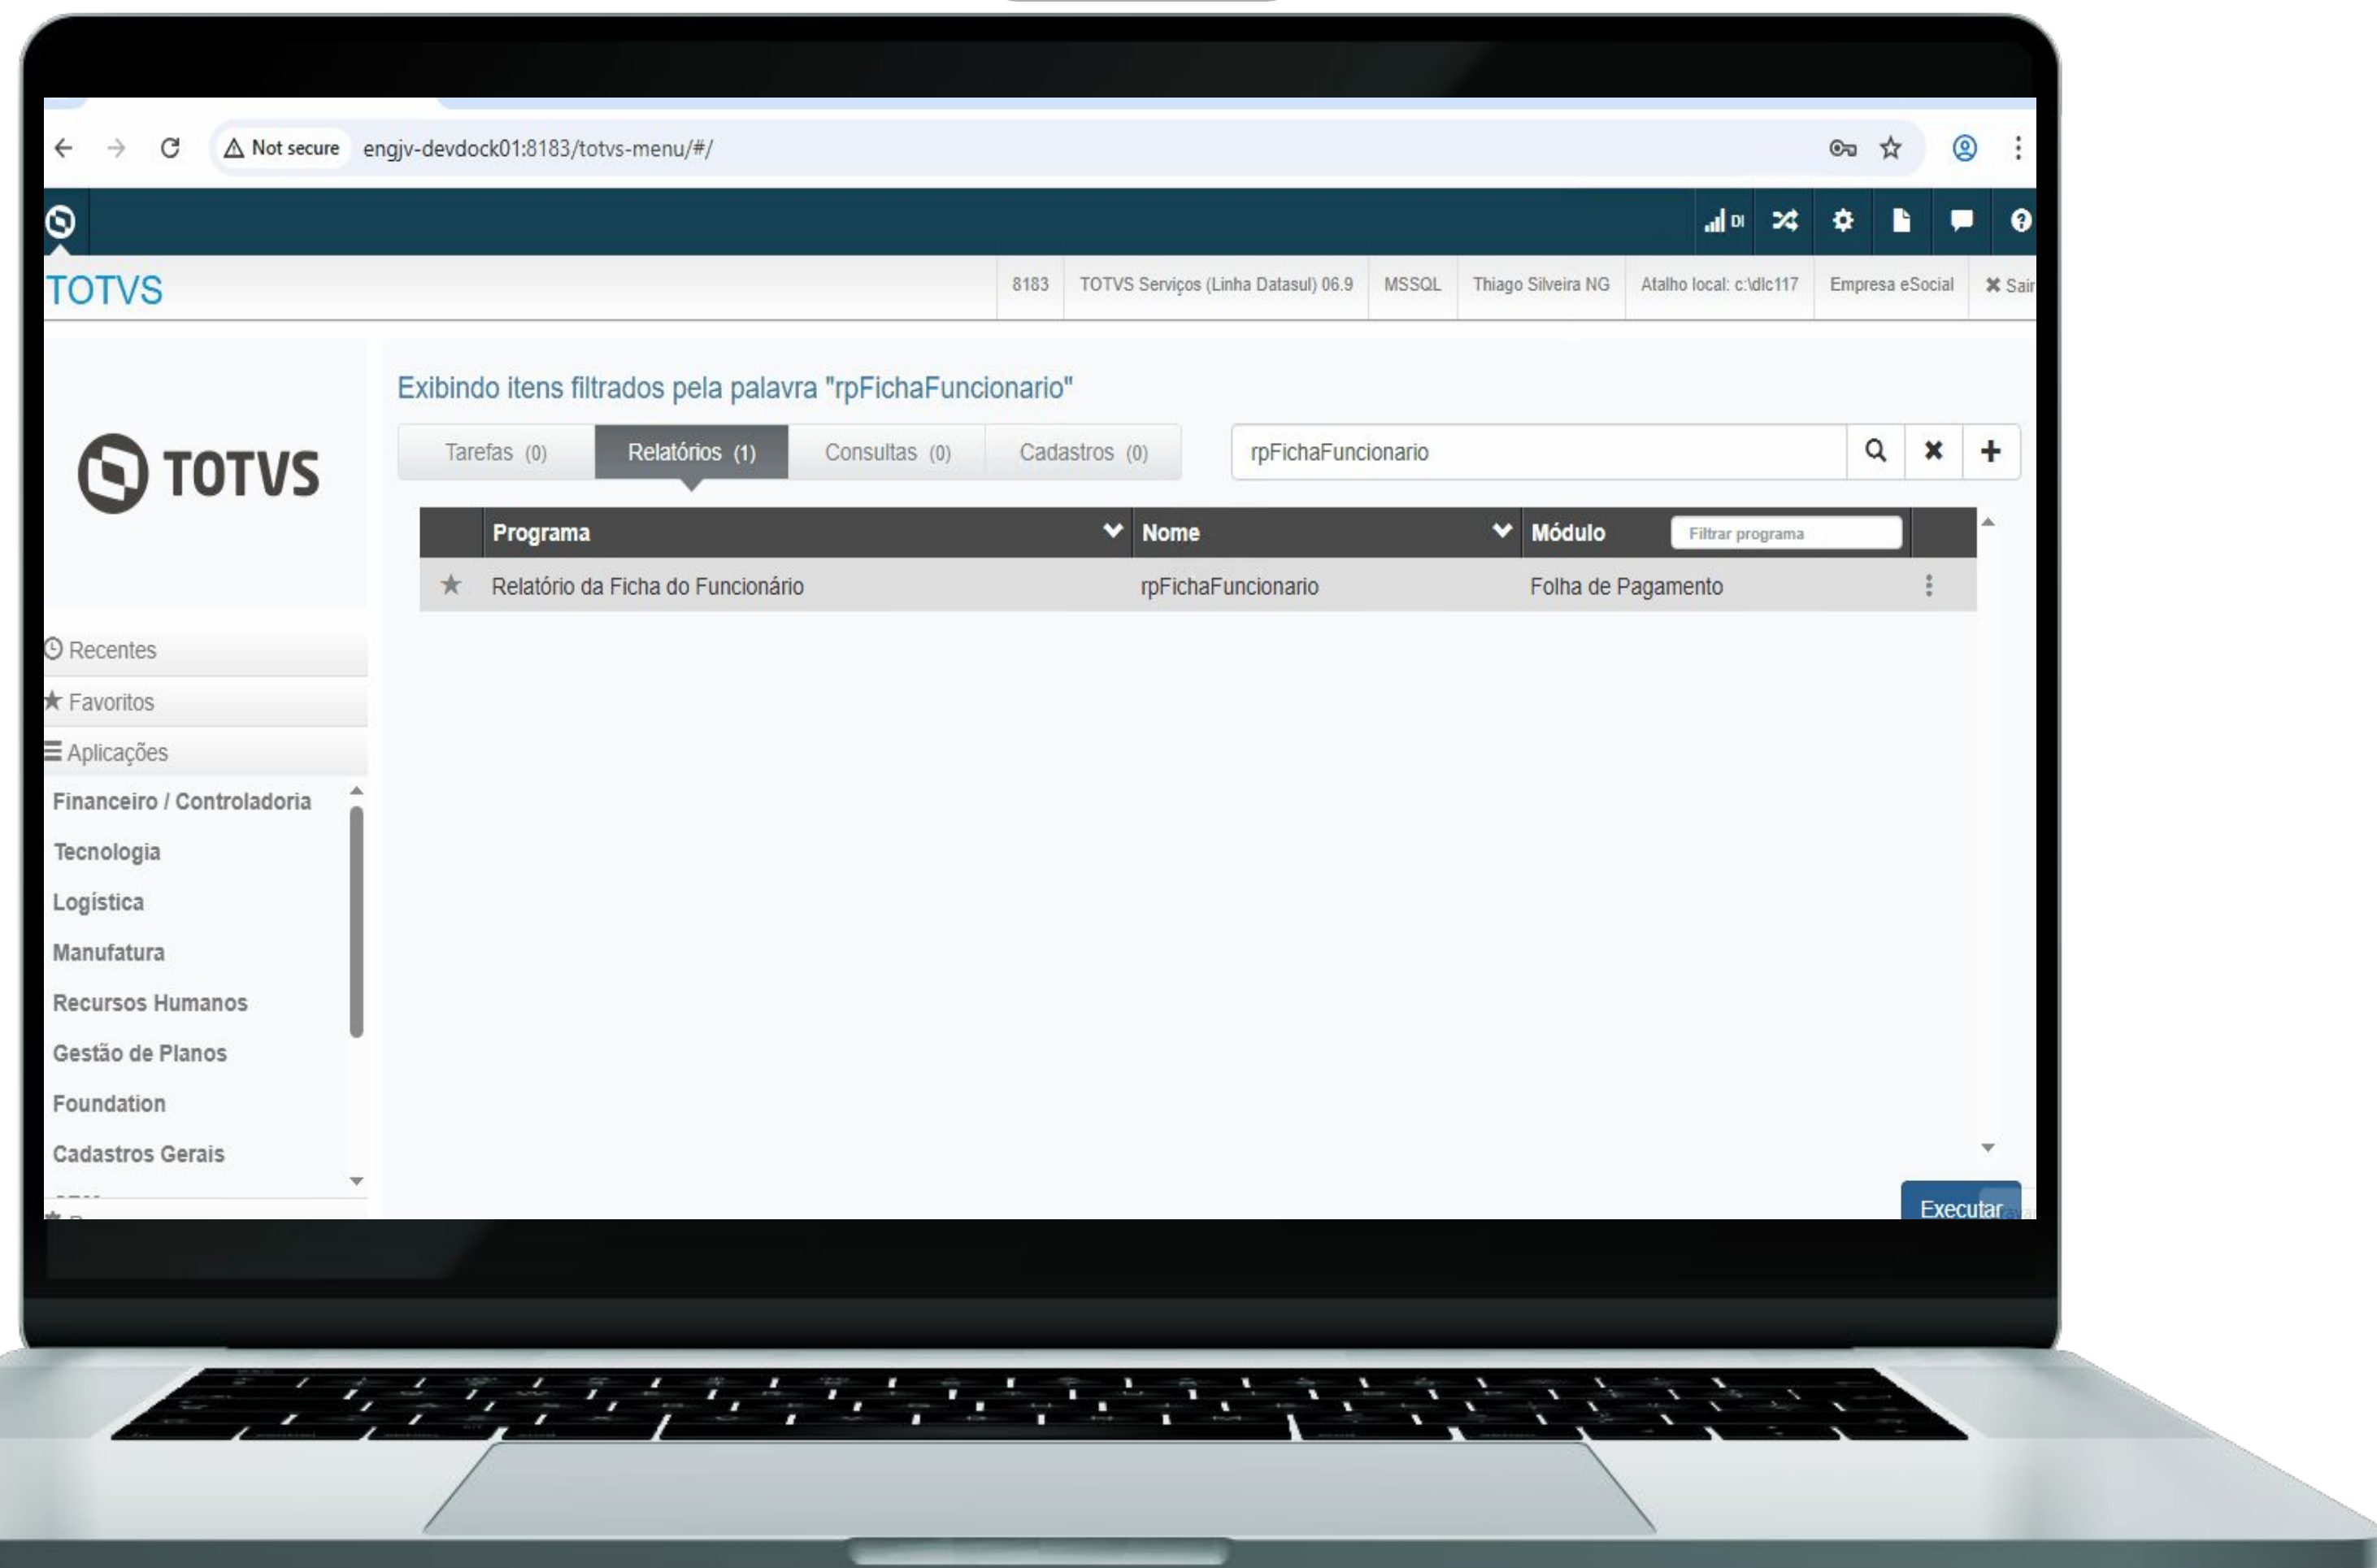 Not secure engjv-devdock01:8183/totvs-menu/#/
DI
TOTVS 8183 TOTVS Serviços (Linha Datasul) 06.9 MSSQL Thiago Silveira NG Atalho local: c:\dlc117 Empresa eSocial Sair
TOTVS
Exibindo itens filtrados pela palavra "rpFichaFuncionario"
Tarefas (0) Relatórios (1) Consultas (0) Cadastros (0) rpFichaFuncionario
Programa Nome Módulo Filtrar programa
Relatório da Ficha do Funcionário rpFichaFuncionario Folha de Pagamento
Recentes
Favoritos
Aplicações
Financeiro / Controladoria
Tecnologia
Logística
Manufatura
Recursos Humanos
Gestão de Planos
Foundation
Cadastros Gerais
Executar